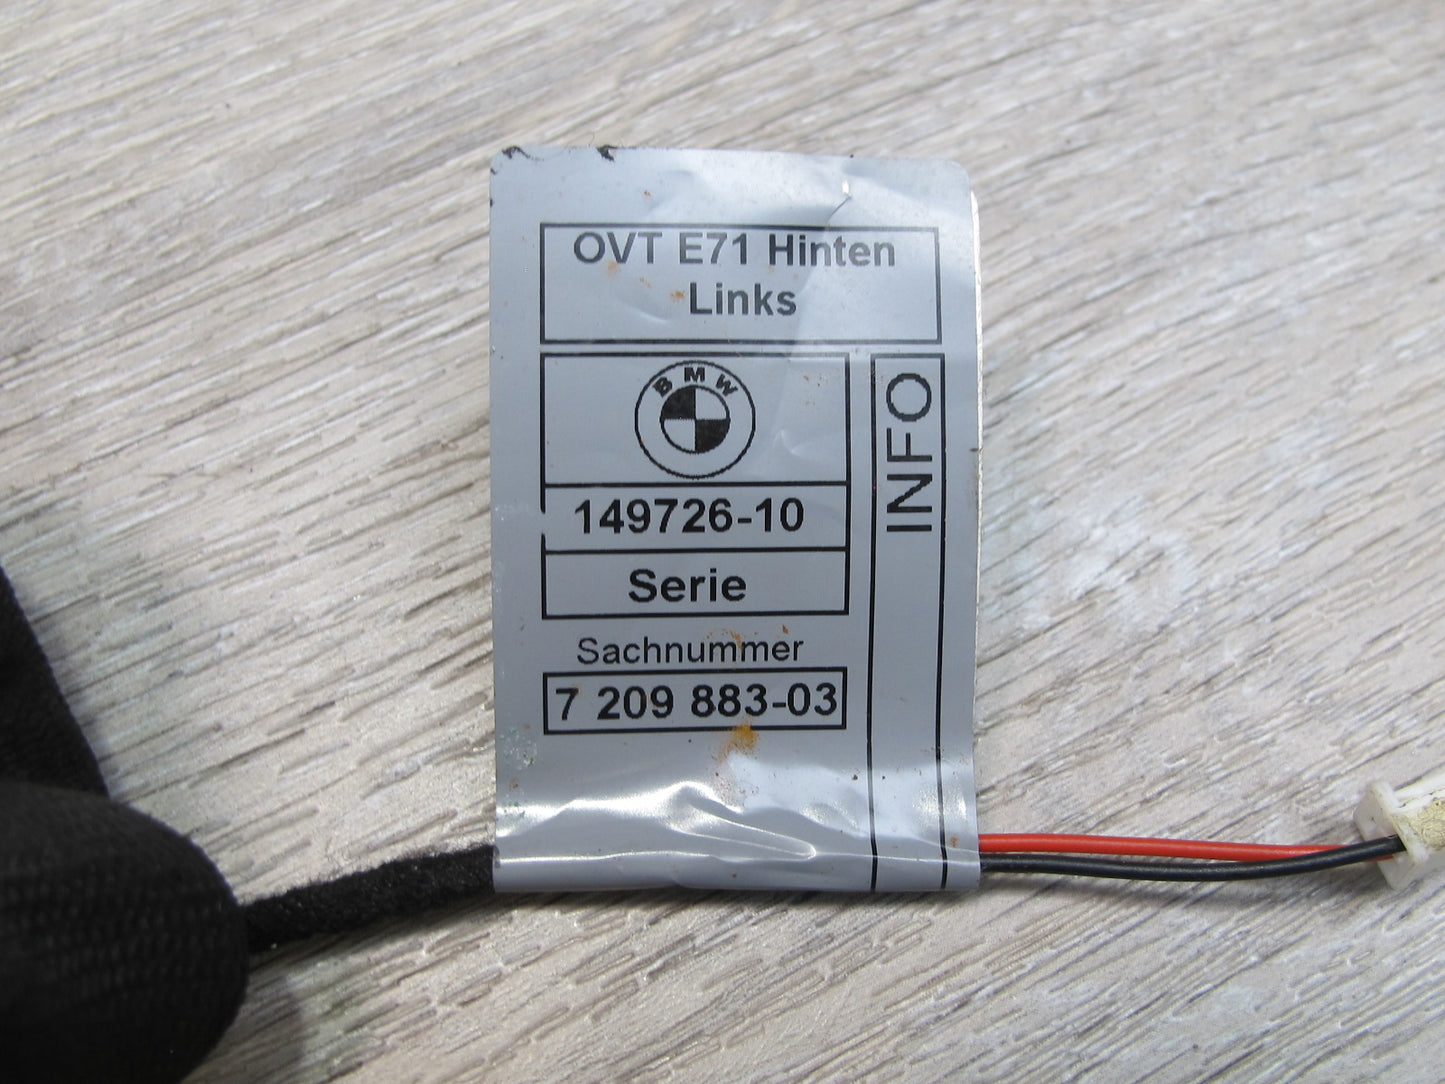 OVT E71 Hinten
Links
BMW
149726-10
Serie
Sachnummer
7 209 883-03
INFO